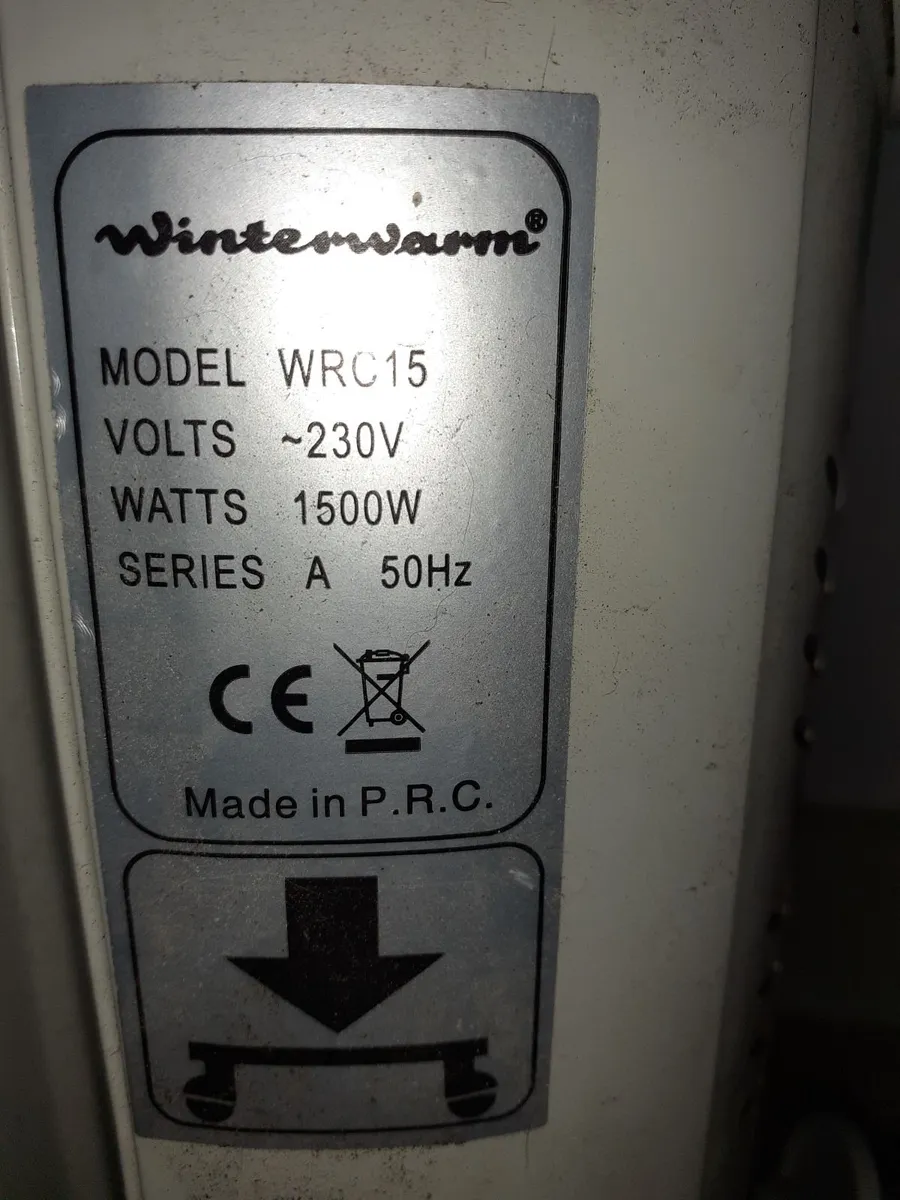 Winterwarm®
MODEL WRC15
VOLTS ~230V
WATTS 1500W
SERIES A 50Hz
CE
Made in P.R.C.